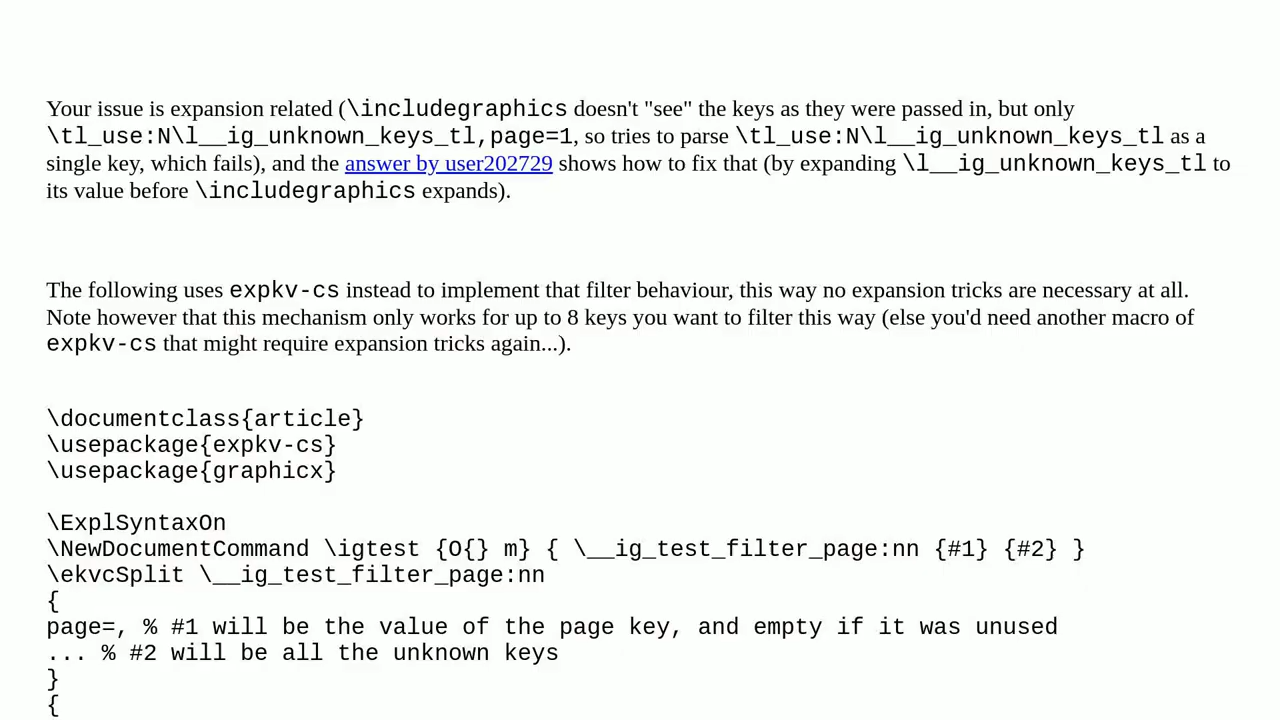 Your issue is expansion related (\includegraphics doesn't "see" the keys as they were passed in, but only
\tl_use:N\l__ig_unknown_keys_tl,page=1, so tries to parse \tl_use:N\l__ig_unknown_keys_tl as a
single key, which fails), and the answer by user202729 shows how to fix that (by expanding \l__ig_unknown_keys_tl to
its value before \includegraphics expands).
The following uses expkv-cs instead to implement that filter behaviour, this way no expansion tricks are necessary at all.
Note however that this mechanism only works for up to 8 keys you want to filter this way (else you'd need another macro of
expkv-cs that might require expansion tricks again...).
\documentclass{article}
\usepackage{expkv-cs}
\usepackage{graphicx}
\ExplSyntaxOn
\NewDocumentCommand \igtest {O{} m} { \__ig_test_filter_page:nn {#1} {#2} }
\ekvcSplit \__ig_test_filter_page:nn
{
page=, % #1 will be the value of the page key, and empty if it was unused
... % #2 will be all the unknown keys
}
{